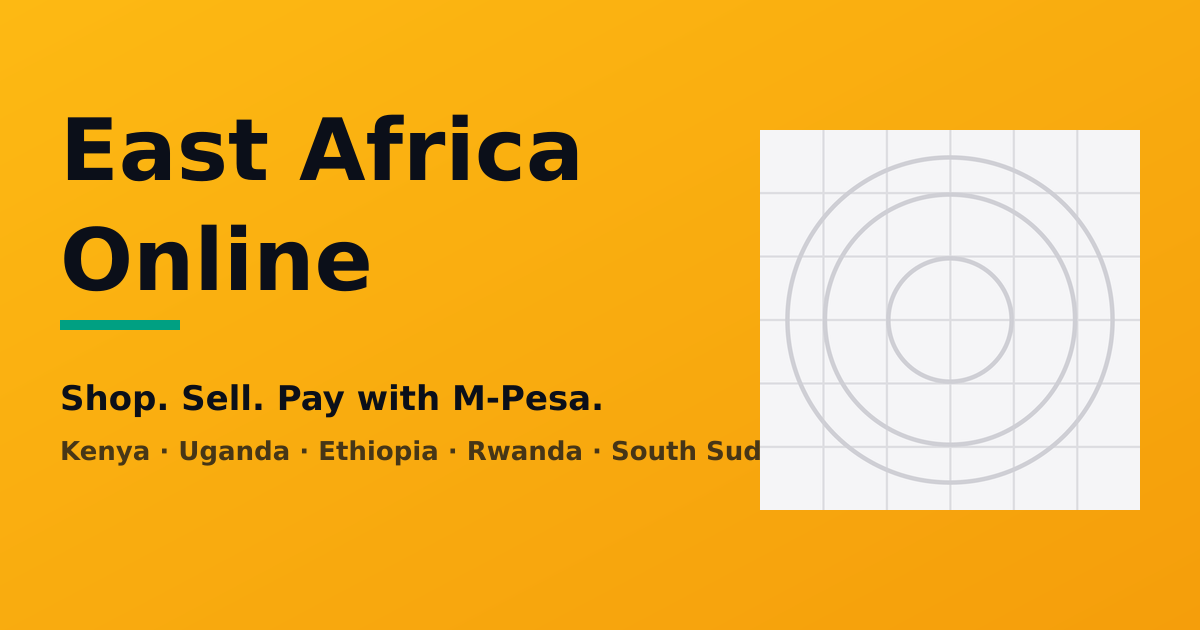 East Africa
Online
Shop. Sell. Pay with M-Pesa.
Kenya · Uganda · Ethiopia · Rwanda · South Sud